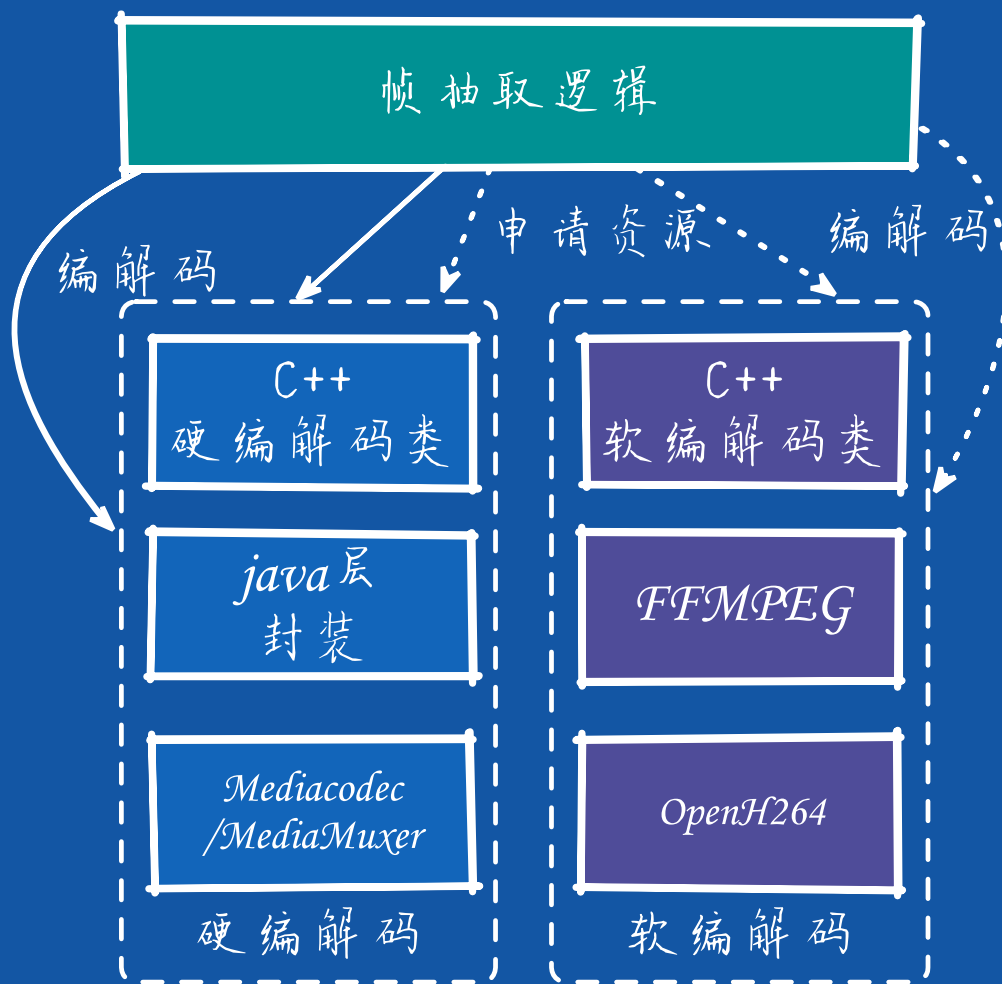 帧抽取逻辑
申请资源
编解码
编解码
C++
硬编解码类
C++
软编解码类
java层
封装
FFMPEG
Mediacodec
/MediaMuxer
OpenH264
硬编解码
软编解码